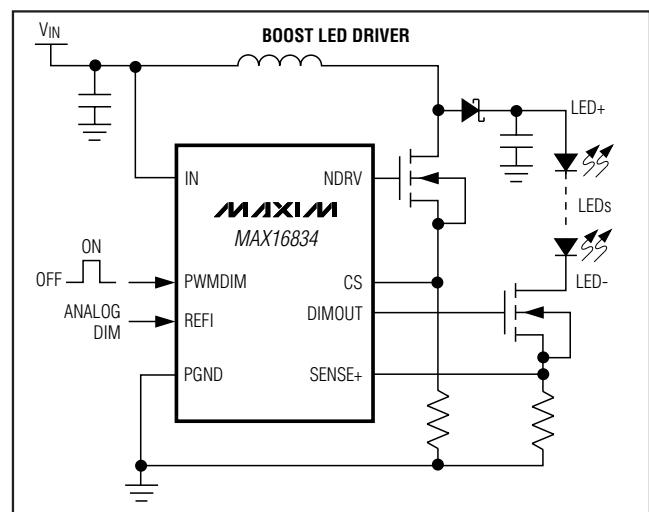 VIN
BOOST LED DRIVER
LED+
IN
NDRV
MAXIM
MAX16834
LEDs
ON
OFF
PWMDIM
CS
LED-
ANALOG
DIM
REFI
DIMOUT
PGND
SENSE+